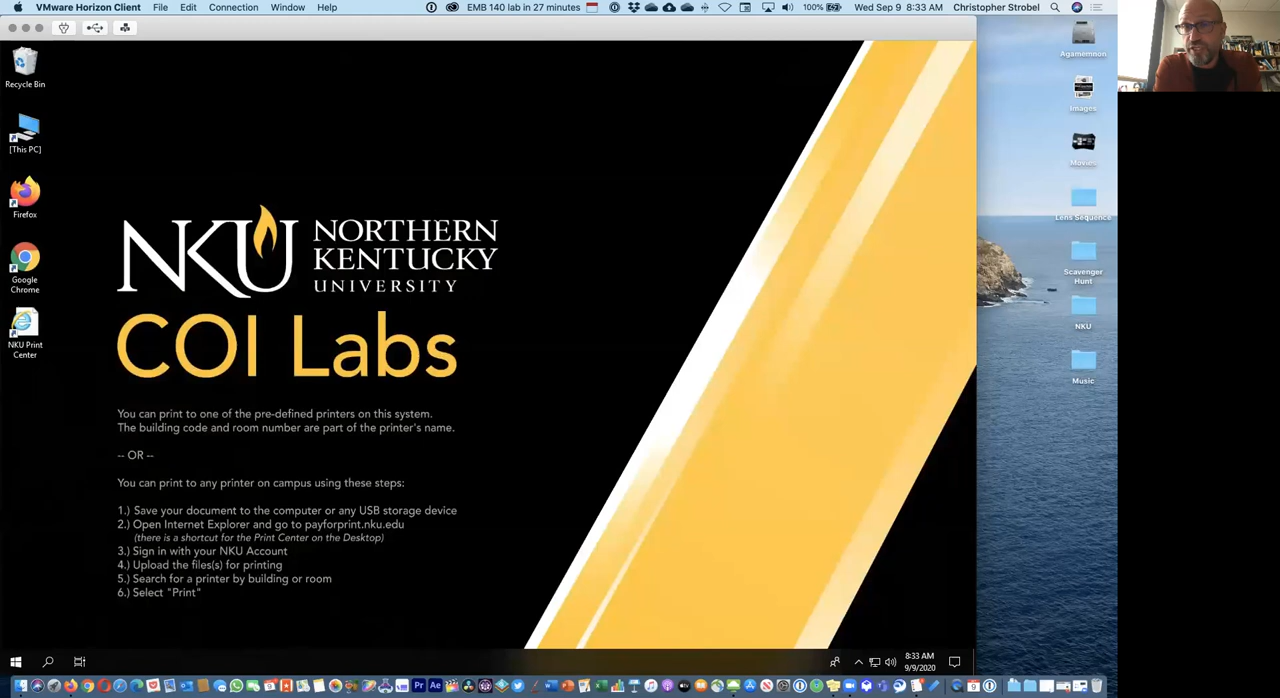 VMware Horizon Client File Edit Connection Window Help EMB 140 lab in 27 minutes 100% Wed Sep 9 8:33 AM Christopher Strobel
Recycle Bin
[This PC]
Firefox
Google
Chrome
NKU Print
Center
NKU NORTHERN
KENTUCKY
UNIVERSITY
COI Labs
You can print to one of the pre-defined printers on this system.
The building code and room number are part of the printer's name.
-- OR --
You can print to any printer on campus using these steps:
1.) Save your document to the computer or any USB storage device
2.) Open Internet Explorer and go to payforprint.nku.edu
(there is a shortcut for the Print Center on the Desktop)
3.) Sign in with your NKU Account
4.) Upload the files(s) for printing
5.) Search for a printer by building or room
6.) Select "Print"
8:33 AM
9/9/2020
Agamemnon
Images
Movies
Lens Sequence
Scavenger
Hunt
NKU
Music
Pr Ae